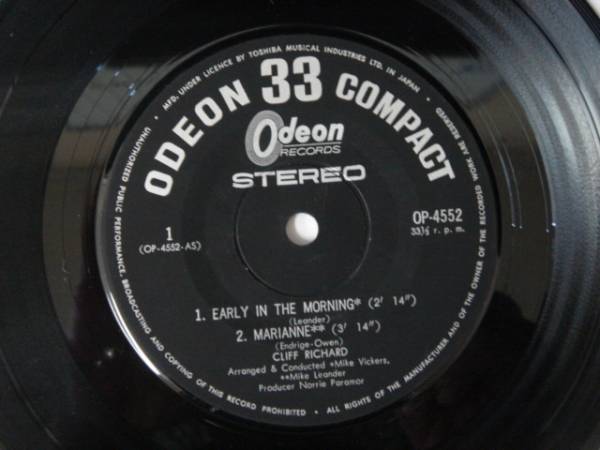 MFD. UNDER LICENCE BY TOSHIBA MUSICAL INDUSTRIES LTD. IN JAPAN •
ODEON 33 COMPACT
Odeon
RECORDS
STEREO
1
(OP-4552-AS)
OP-4552
33⅓ r. p. m.
1. EARLY IN THE MORNING* (2' 14")
(Leander)
2. MARIANNE** (3' 14")
(Endrige-Owen)
CLIFF RICHARD
Arranged & Conducted *Mike Vickers,
**Mike Leander
Producer Norrie Paramor
UNAUTHORISED PUBLIC PERFORMANCE, BROADCASTING AND COPYING OF THIS RECORD PROHIBITED • ALL RIGHTS OF THE MANUFACTURER AND OF THE OWNER OF THE RECORDED WORK ARE RESERVED